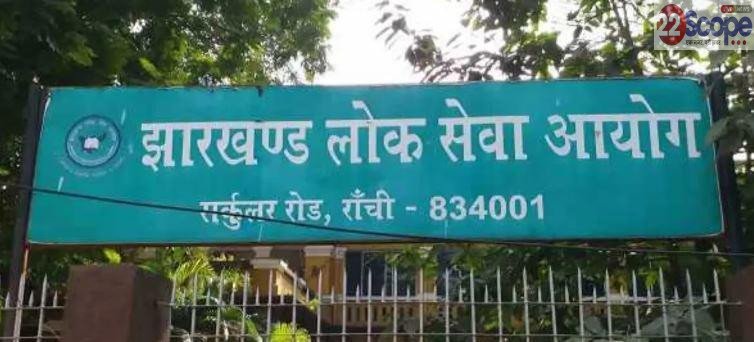 22Scope
झारखण्ड लोक सेवा आयोग
सर्कुलर रोड, राँची - 834001